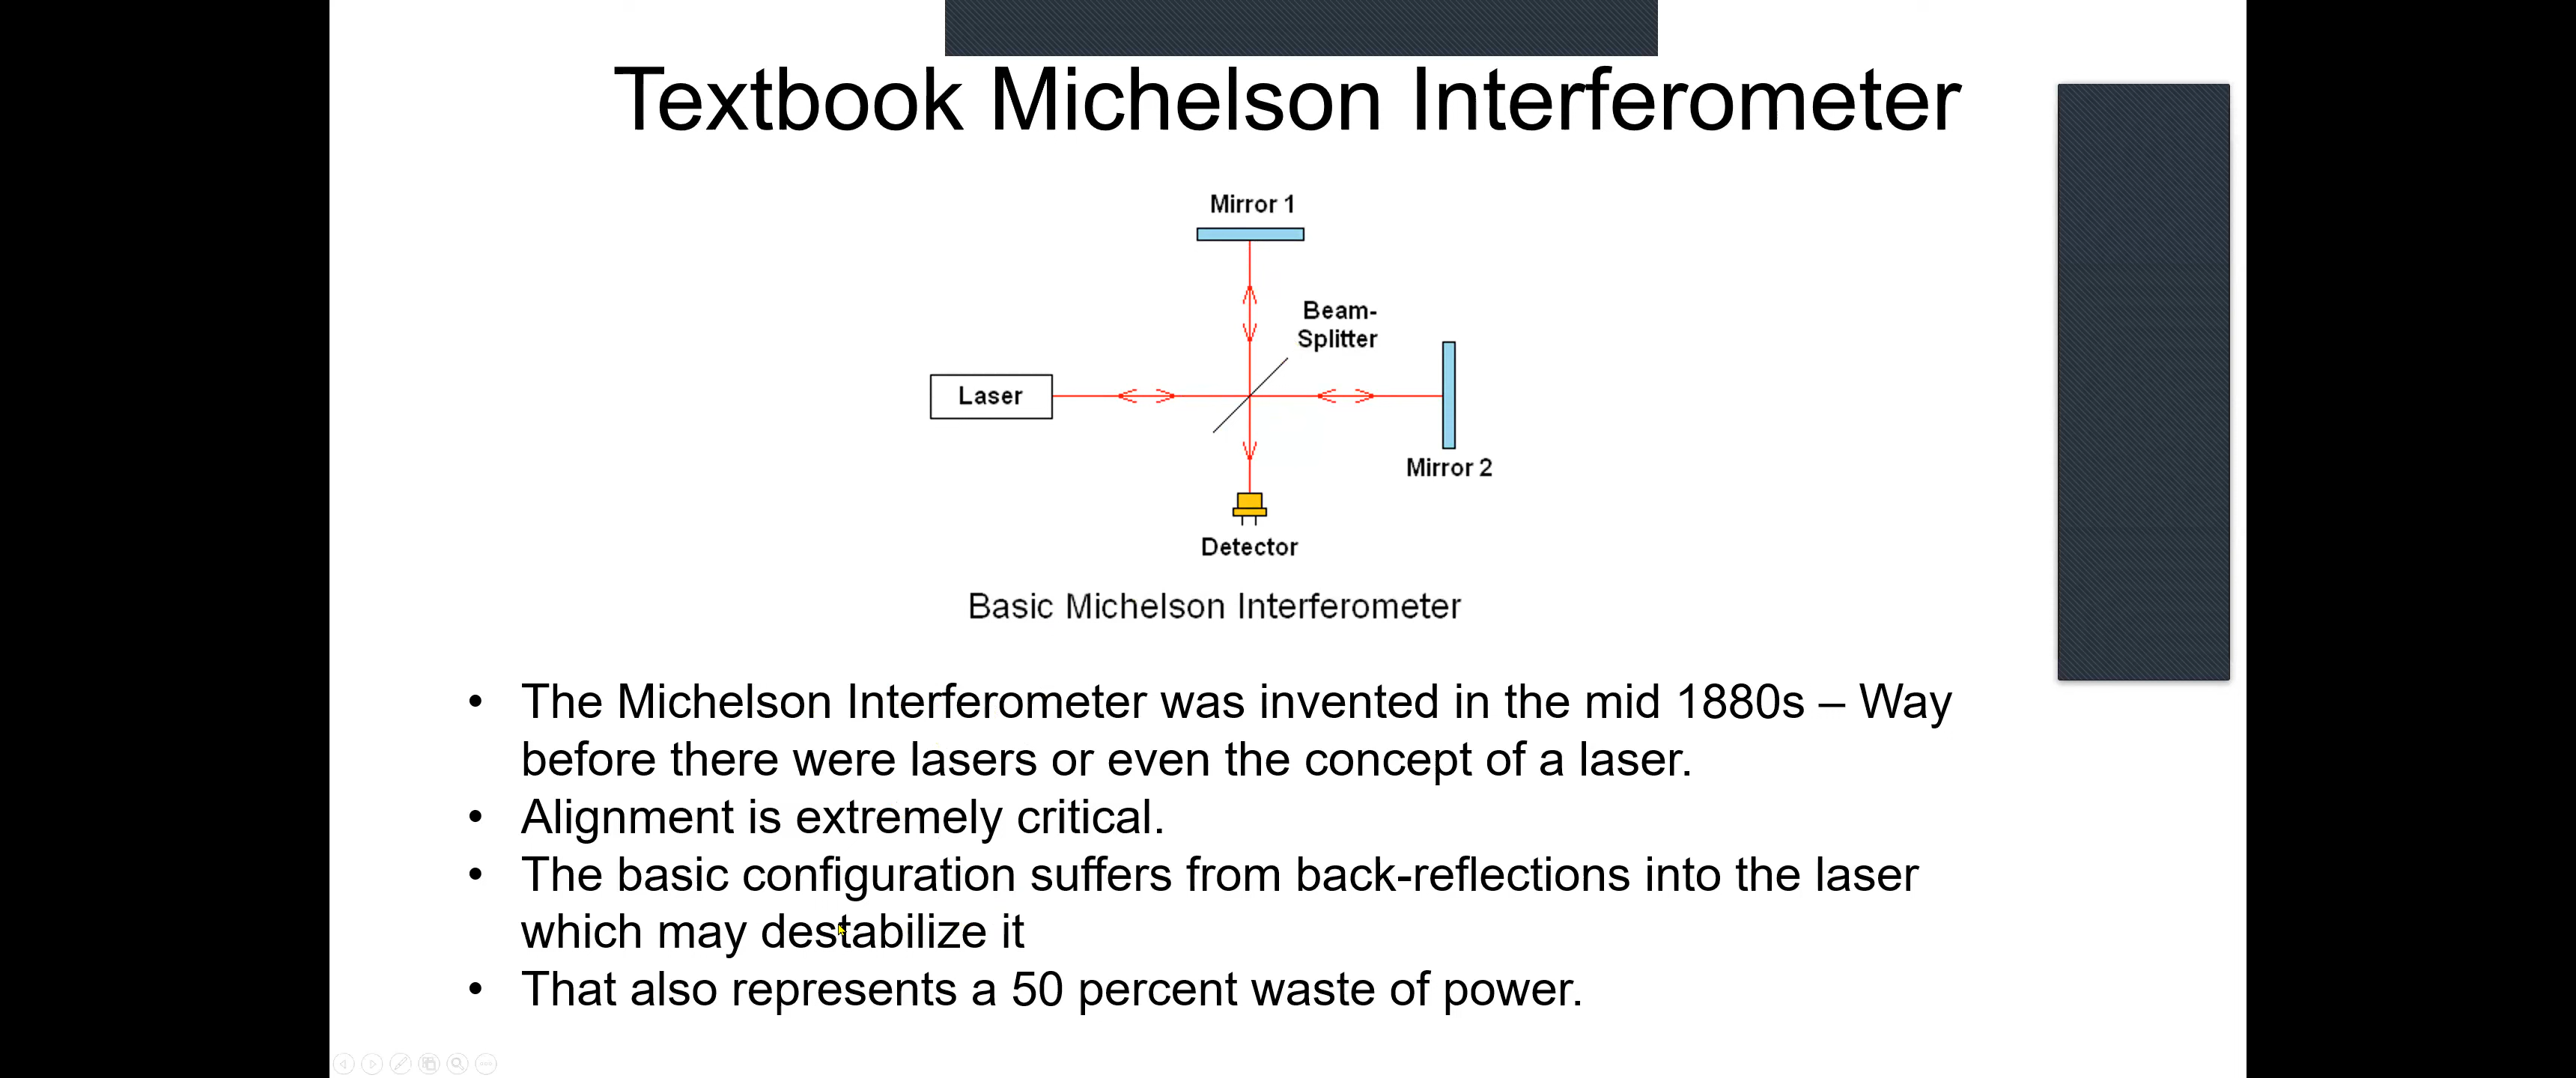 Textbook Michelson Interferometer
Mirror 1
Beam-
Splitter
Laser
Mirror 2
Detector
Basic Michelson Interferometer
• The Michelson Interferometer was invented in the mid 1880s – Way
before there were lasers or even the concept of a laser.
• Alignment is extremely critical.
• The basic configuration suffers from back-reflections into the laser
which may destabilize it
• That also represents a 50 percent waste of power.